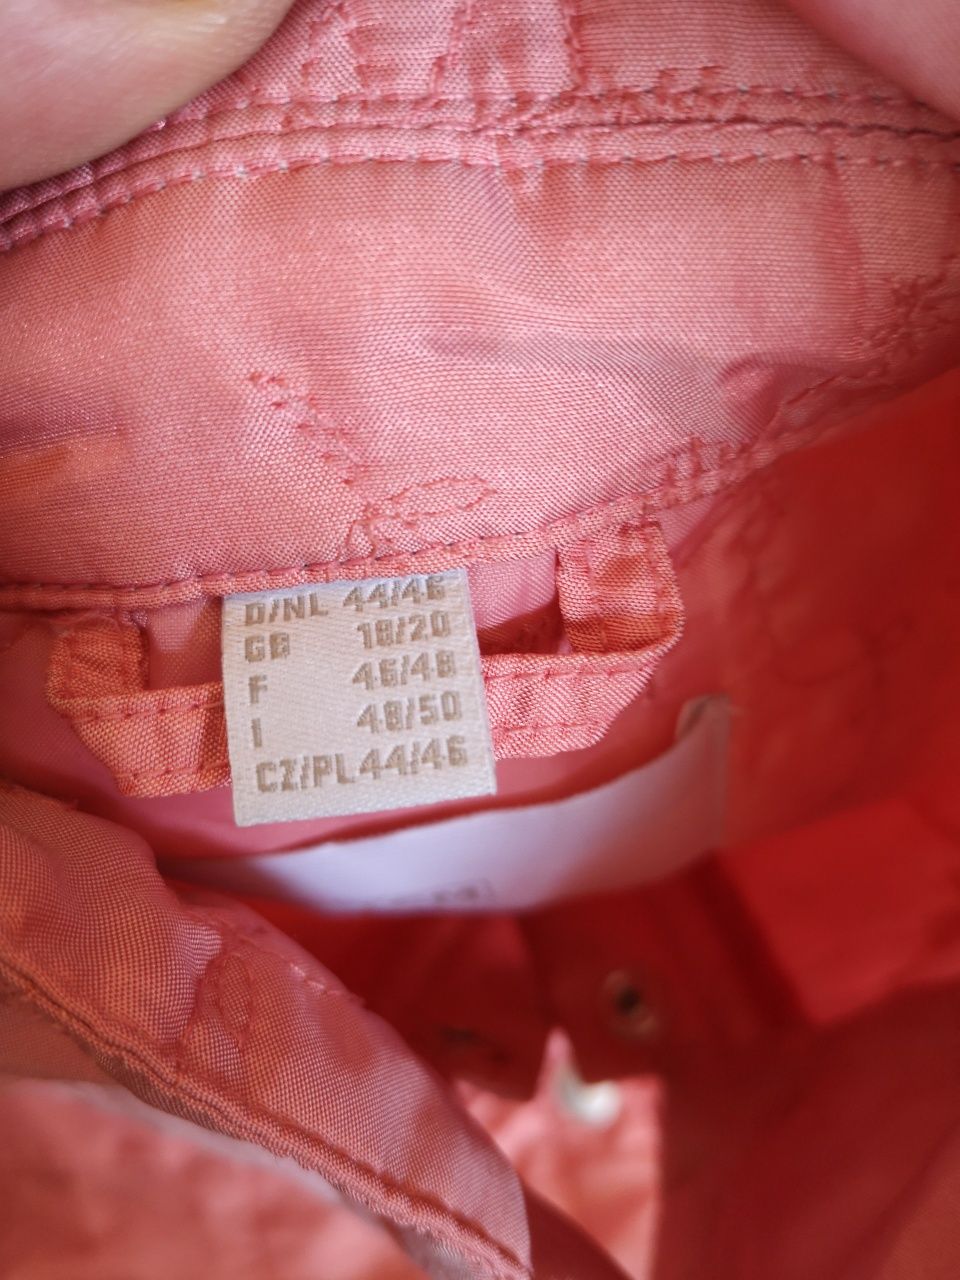 D/NL 44/46
GB 18/20
F 46/48
I 48/50
CZ/PL 44/46